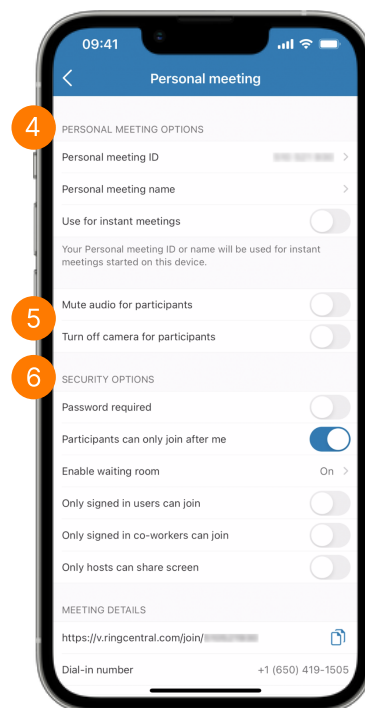 09:41
Personal meeting
4
PERSONAL MEETING OPTIONS
Personal meeting ID
Personal meeting name
Use for instant meetings
Your Personal meeting ID or name will be used for instant
meetings started on this device.
Mute audio for participants
5
Turn off camera for participants
6
SECURITY OPTIONS
Password required
Participants can only join after me
Enable waiting room On
Only signed in users can join
Only signed in co-workers can join
Only hosts can share screen
MEETING DETAILS
https://v.ringcentral.com/join/
Dial-in number +1 (650) 419-1505